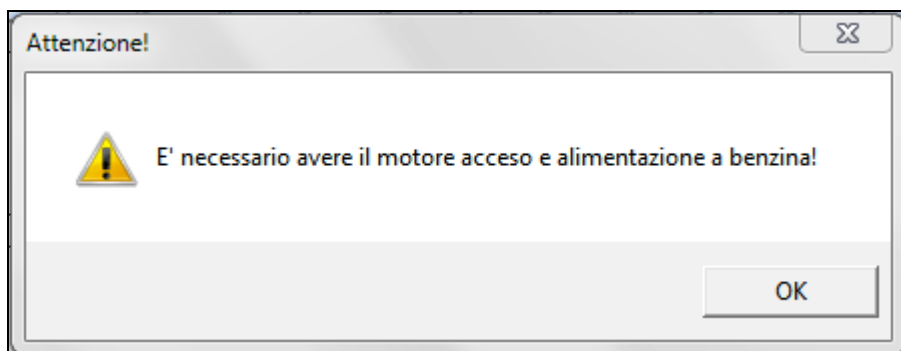 Attenzione!
E' necessario avere il motore acceso e alimentazione a benzina!
OK